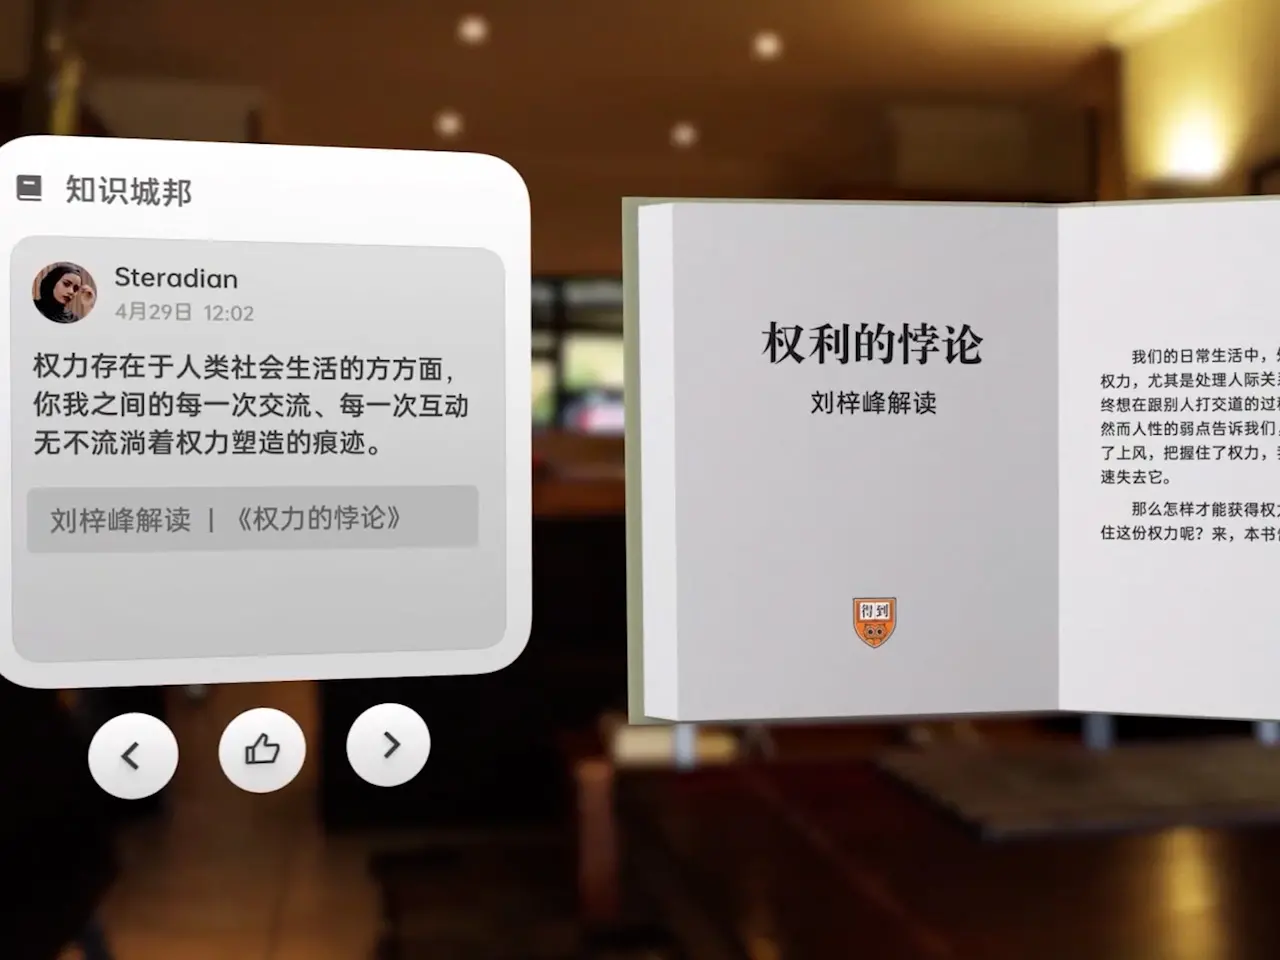 知识城邦
Steradian
4月29日 12:02
权力存在于人类社会生活的方方面，
你我之间的每一次交流、每一次互动
无不流淌着权力塑造的痕迹。
刘梓峰解读 | 《权力的悖论》
权利的悖论
刘梓峰解读
得到
我们的日常生活中，
权力，尤其是处理人际关
终想在跟别人打交道的过
然而人性的弱点告诉我们，
了上风，把握住了权力，
速失去它。
那么怎样才能获得权
住这份权力呢？来，本书